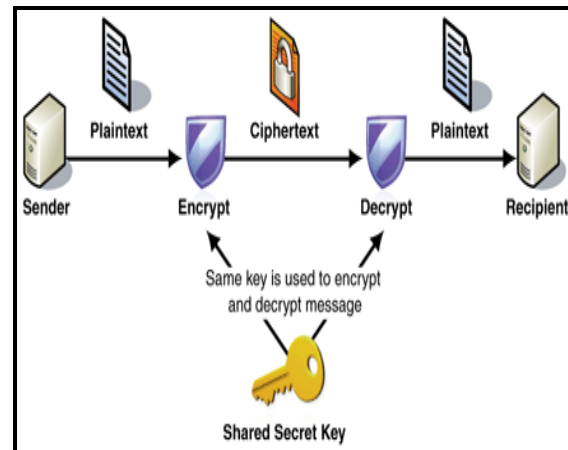 Plaintext
Ciphertext
Plaintext
Sender
Encrypt
Decrypt
Recipient
Same key is used to encrypt
and decrypt message
Shared Secret Key